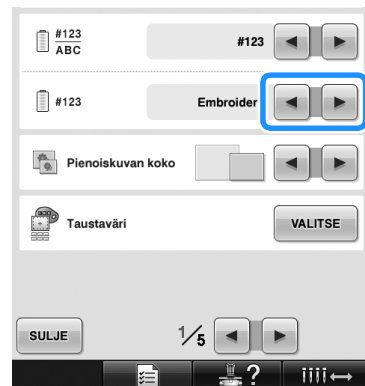 #123
ABC
#123
#123
Embroider
Pienoiskuvan koko
Taustaväri
VALITSE
SULJE
1/5
?